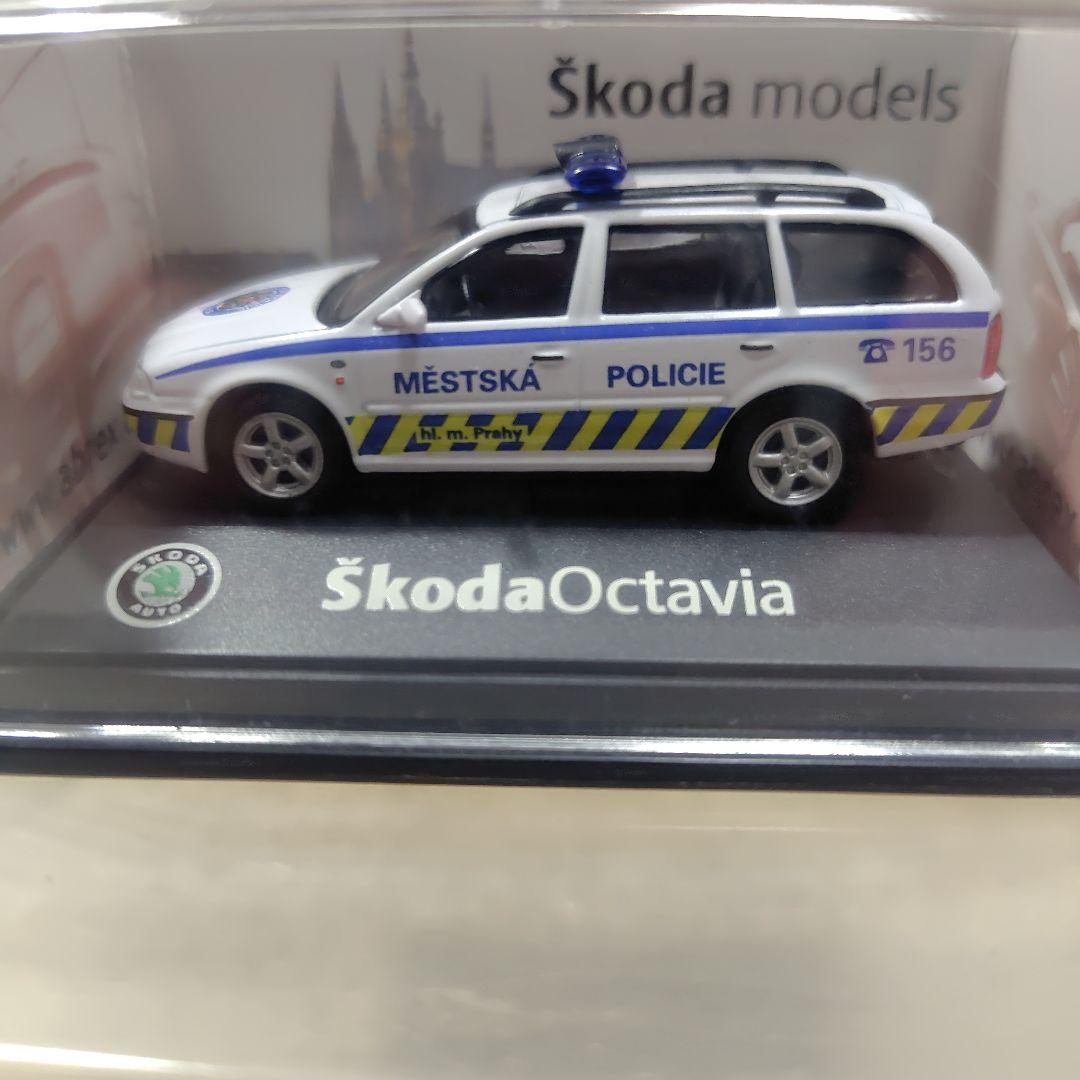 Škoda models
MĚSTSKÁ POLICIE
☎ 156
hl. m. Prahy
ŠKODA
AUTO
ŠkodaOctavia